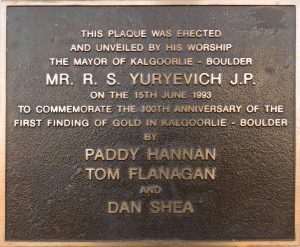 THIS PLAQUE WAS ERECTED
AND UNVEILED BY HIS WORSHIP
THE MAYOR OF KALGOORLIE - BOULDER
MR. R. S. YURYEVICH J.P.
ON THE 15TH JUNE 1993
TO COMMEMORATE THE 100TH ANNIVERSARY OF THE
FIRST FINDING OF GOLD IN KALGOORLIE - BOULDER
BY
PADDY HANNAN
TOM FLANAGAN
AND
DAN SHEA